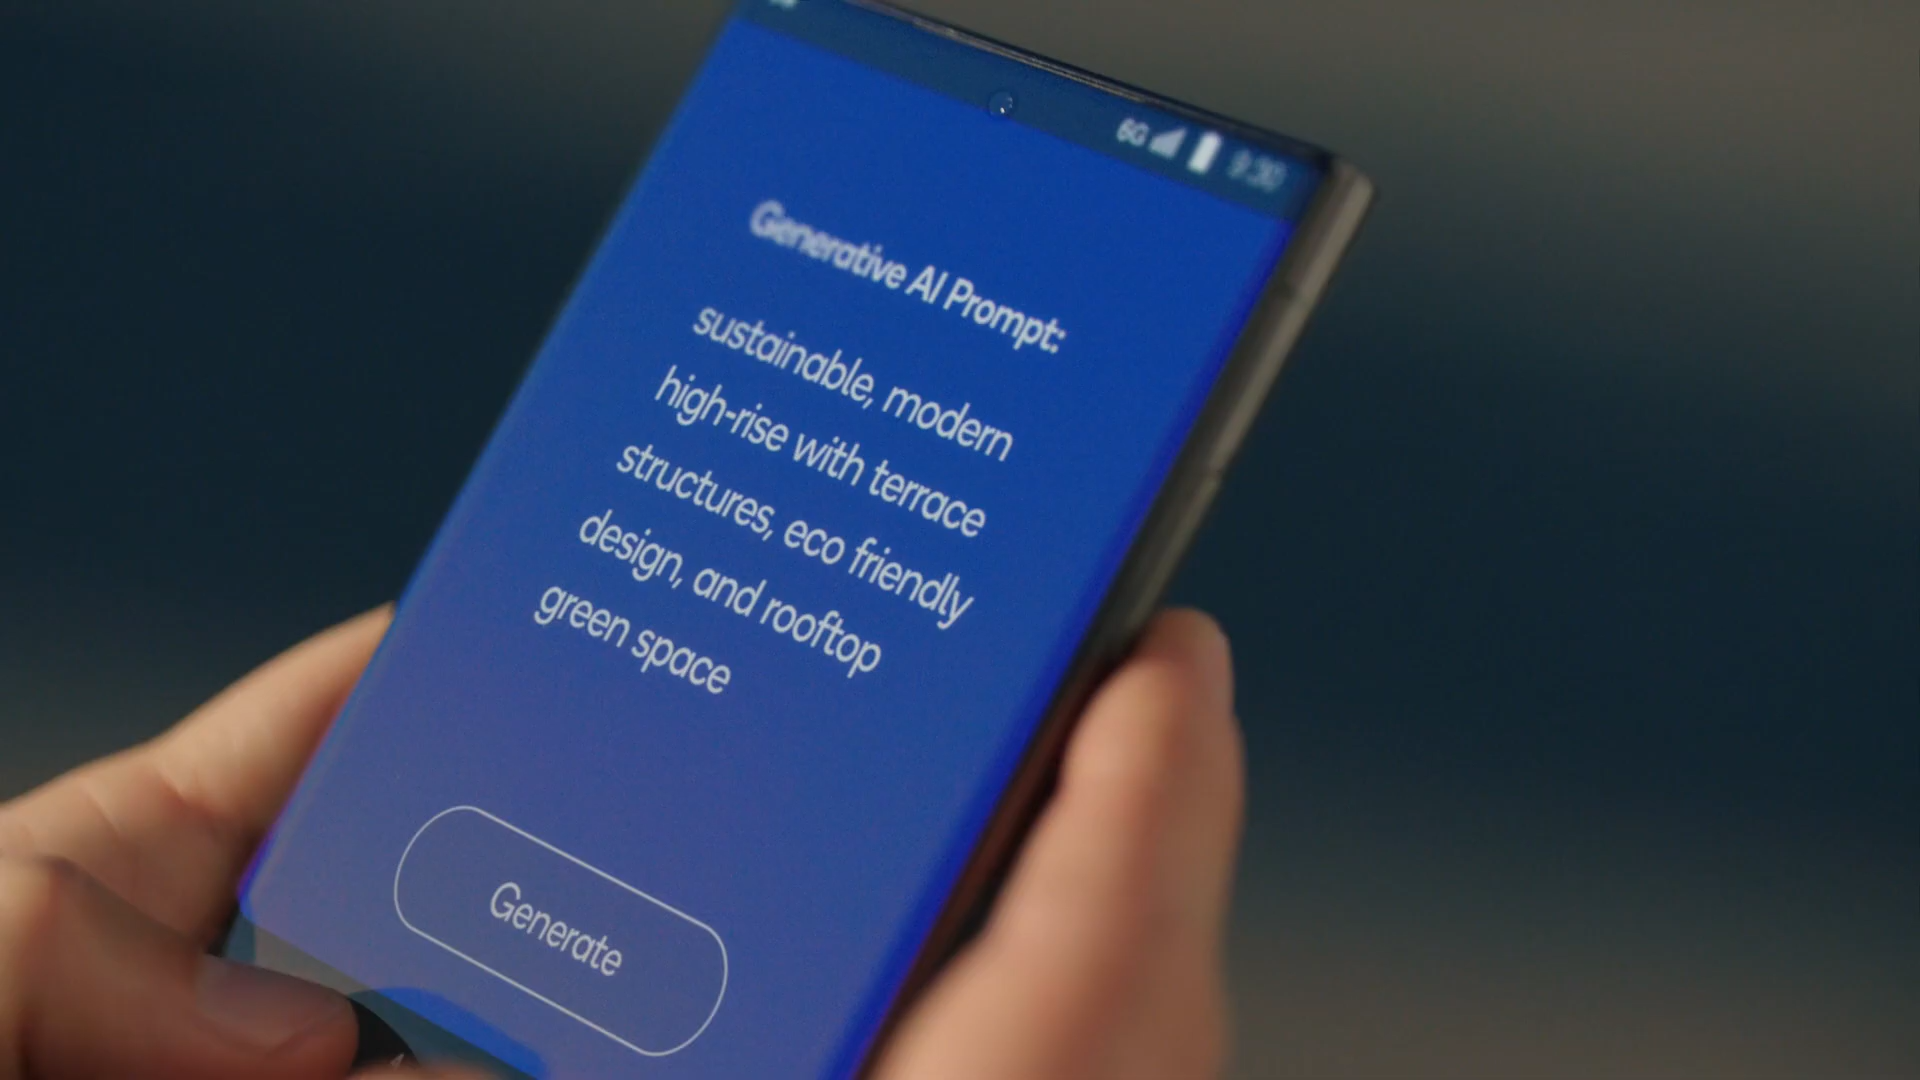 6G 9:30
Generative AI Prompt:
sustainable, modern
high-rise with terrace
structures, eco friendly
design, and rooftop
green space
Generate